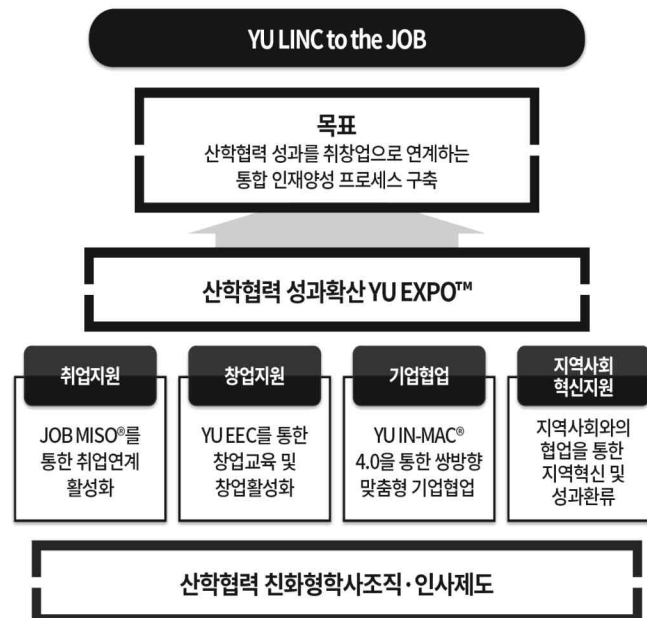 YU LINC to the JOB
목표
산학협력 성과를 취창업으로 연계하는
통합 인재양성 프로세스 구축
산학협력 성과확산 YU EXPO™
취업지원
JOB MISO®를
통한 취업연계
활성화
창업지원
YU EEC를 통한
창업교육 및
창업활성화
기업협업
YU IN-MAC®
4.0을 통한 쌍방향
맞춤형 기업협업
지역사회
혁신지원
지역사회와의
협업을 통한
지역혁신 및
성과환류
산학협력 친화형학사조직·인사제도